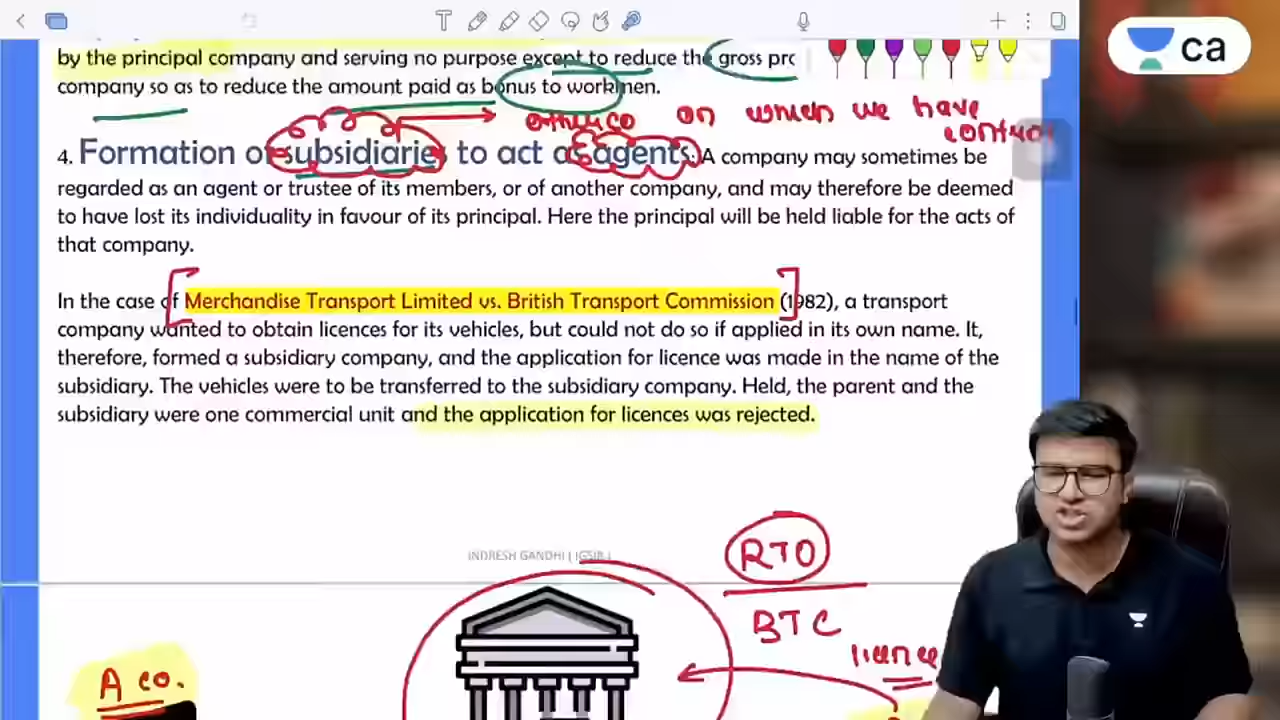 ca
by the principal company and serving no purpose except to reduce the gross pro
company so as to reduce the amount paid as bonus to workmen.
on which we have
control
4. Formation of subsidiaries to act as agents: A company may sometimes be
regarded as an agent or trustee of its members, or of another company, and may therefore be deemed
to have lost its individuality in favour of its principal. Here the principal will be held liable for the acts of
that company.
In the case of [Merchandise Transport Limited vs. British Transport Commission] (1982), a transport
company wanted to obtain licences for its vehicles, but could not do so if applied in its own name. It,
therefore, formed a subsidiary company, and the application for licence was made in the name of the
subsidiary. The vehicles were to be transferred to the subsidiary company. Held, the parent and the
subsidiary were one commercial unit and the application for licences was rejected.
INDRESH GANDHI | IGSIR |
RTO
BTC
licence
A co.